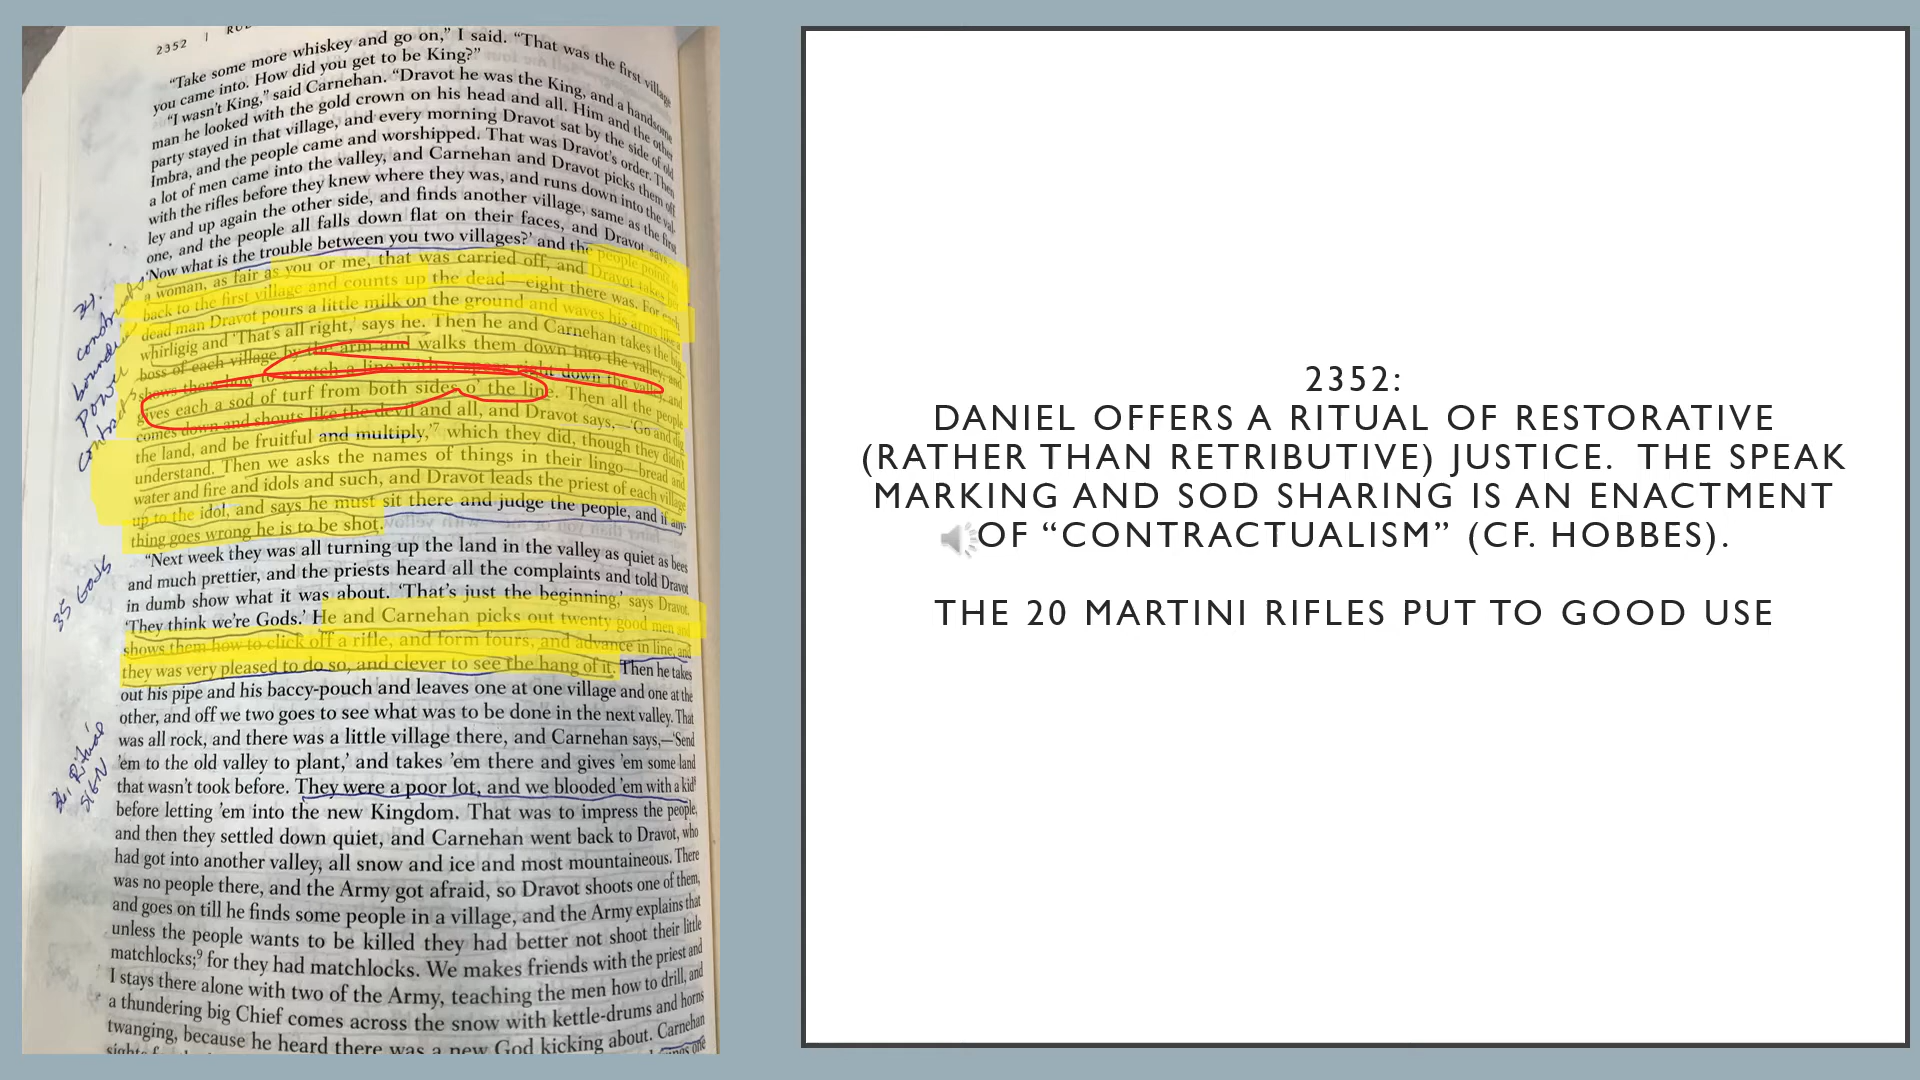 2352 | RU
“Take some more whiskey and go on,” I said. “That was the first village
you came into. How did you get to be King?”
“I wasn’t King,” said Carnehan. “Dravot he was the King, and a handsome
man he looked with the gold crown on his head and all. Him and the other
party stayed in that village, and every morning Dravot sat by the side of old
Imbra, and the people came and worshipped. That was Dravot’s order. Then
a lot of men came into the valley, and Carnehan and Dravot picks them off
with the rifles before they knew where they was, and runs down into the val-
ley and up again the other side, and finds another village, same as the first
one, and the people all falls down flat on their faces, and Dravot says,
‘Now what is the trouble between you two villages?’ and the people points to
a woman, as fair as you or me, that was carried off, and Dravot takes her
back to the first village and counts up the dead—eight there was. For each
dead man Dravot pours a little milk on the ground and waves his arms like a
whirligig and ‘That’s all right,’ says he. Then he and Carnehan takes the big
boss of each village by the arm and walks them down into the valley, and
shows them how to scratch a line with a spear right down the valley, and
gives each a sod of turf from both sides o’ the line. Then all the people
comes down and shouts like the devil and all, and Dravot says,—‘Go and dig
the land, and be fruitful and multiply,’⁷ which they did, though they didn’t
understand. Then we asks the names of things in their lingo—bread and
water and fire and idols and such, and Dravot leads the priest of each village
up to the idol, and says he must sit there and judge the people, and if any-
thing goes wrong he is to be shot.
“Next week they was all turning up the land in the valley as quiet as bees
and much prettier, and the priests heard all the complaints and told Dravot
in dumb show what it was about. ‘That’s just the beginning,’ says Dravot.
‘They think we’re Gods.’ He and Carnehan picks out twenty good men and
shows them how to click off a rifle, and form fours, and advance in line, and
they was very pleased to do so, and clever to see the hang of it. Then he takes
out his pipe and his baccy-pouch and leaves one at one village and one at the
other, and off we two goes to see what was to be done in the next valley. That
was all rock, and there was a little village there, and Carnehan says,—‘Send
’em to the old valley to plant,’ and takes ’em there and gives ’em some land
that wasn’t took before. They were a poor lot, and we blooded ’em with a kid⁸
before letting ’em into the new Kingdom. That was to impress the people,
and then they settled down quiet, and Carnehan went back to Dravot, who
had got into another valley, all snow and ice and most mountaineous. There
was no people there, and the Army got afraid, so Dravot shoots one of them,
and goes on till he finds some people in a village, and the Army explains that
unless the people wants to be killed they had better not shoot their little
matchlocks;⁹ for they had matchlocks. We makes friends with the priest and
I stays there alone with two of the Army, teaching the men how to drill, and
a thundering big Chief comes across the snow with kettle-drums and horns
twanging, because he heard there was a new God kicking about. Carnehan
34.
power
contract
35 Gods
36, Ritual
SIGN
2352:
DANIEL OFFERS A RITUAL OF RESTORATIVE
(RATHER THAN RETRIBUTIVE) JUSTICE. THE SPEAK
MARKING AND SOD SHARING IS AN ENACTMENT
OF “CONTRACTUALISM” (CF. HOBBES).
THE 20 MARTINI RIFLES PUT TO GOOD USE